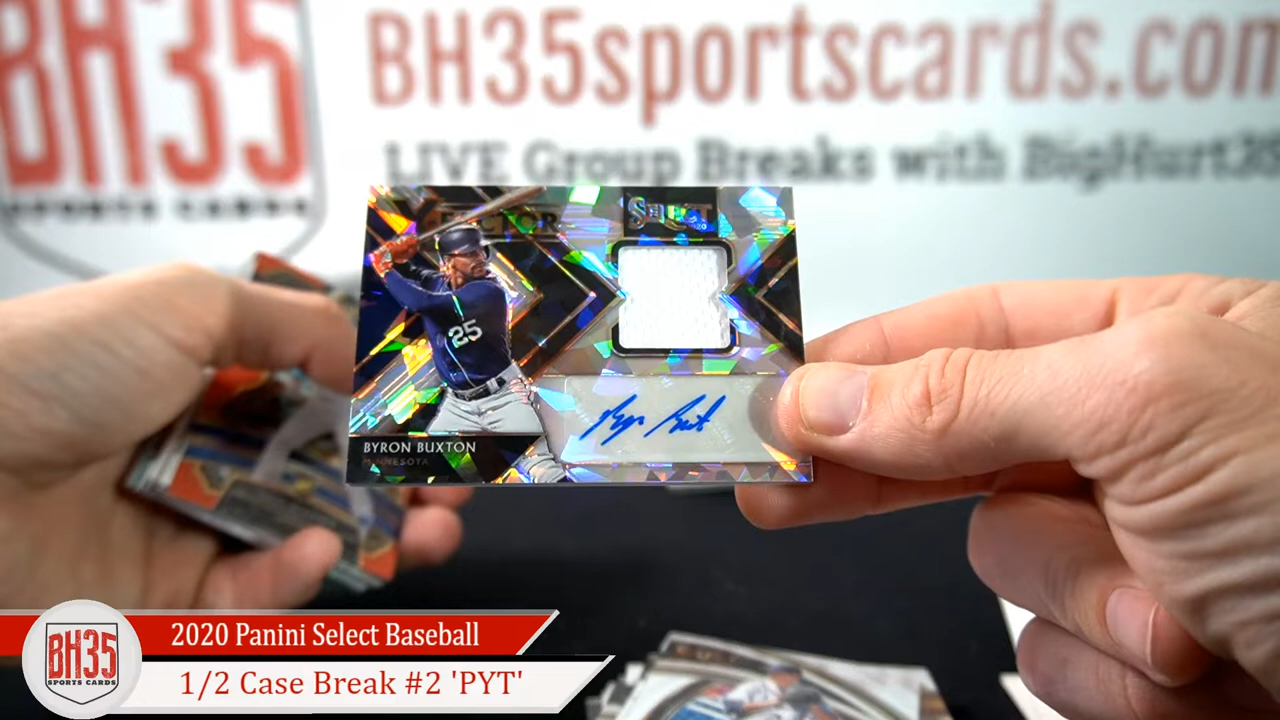 BH35
SPORTS CARDS
BH35sportscards.com
LIVE Group Breaks with BigHurt35
SELECT
2020
25
BYRON BUXTON
MINNESOTA
BH35
SPORTS CARDS
2020 Panini Select Baseball
1/2 Case Break #2 'PYT'